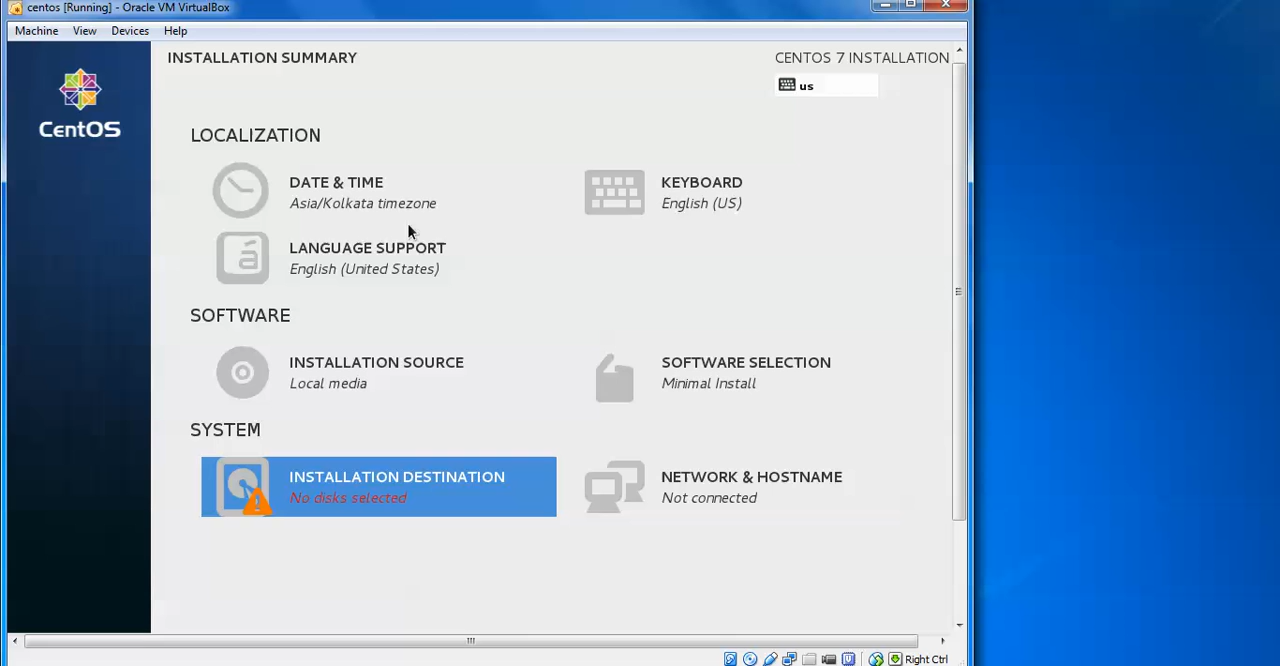 centos [Running] - Oracle VM VirtualBox
Machine View Devices Help
INSTALLATION SUMMARY
CENTOS 7 INSTALLATION
us
CentOS
LOCALIZATION
DATE & TIME
Asia/Kolkata timezone
KEYBOARD
English (US)
á
LANGUAGE SUPPORT
English (United States)
SOFTWARE
INSTALLATION SOURCE
Local media
SOFTWARE SELECTION
Minimal Install
SYSTEM
INSTALLATION DESTINATION
No disks selected
NETWORK & HOSTNAME
Not connected
Right Ctrl